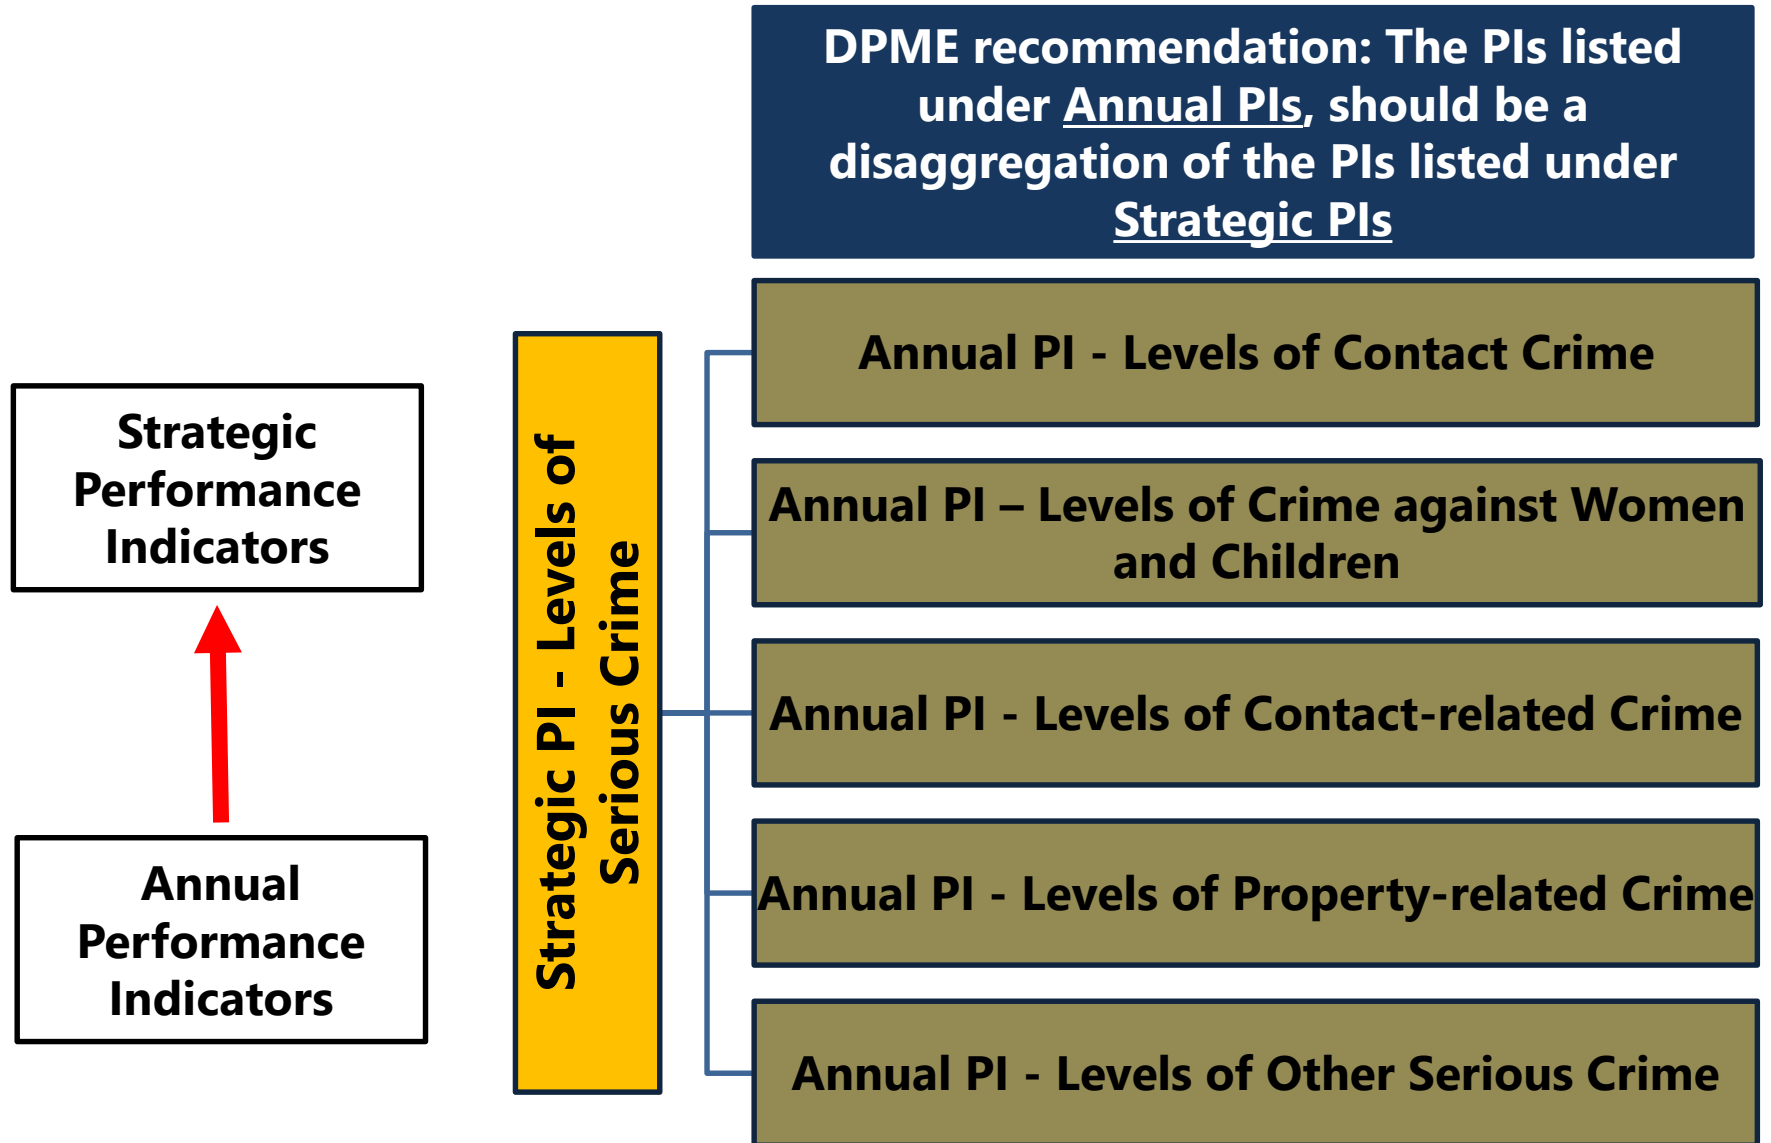 DPME recommendation: The PIs listed
under Annual PIs, should be a
disaggregation of the PIs listed under
Strategic PIs
Strategic
Performance
Indicators
Annual
Performance
Indicators
Strategic PI - Levels of
Serious Crime
Annual PI - Levels of Contact Crime
Annual PI – Levels of Crime against Women
and Children
Annual PI - Levels of Contact-related Crime
Annual PI - Levels of Property-related Crime
Annual PI - Levels of Other Serious Crime